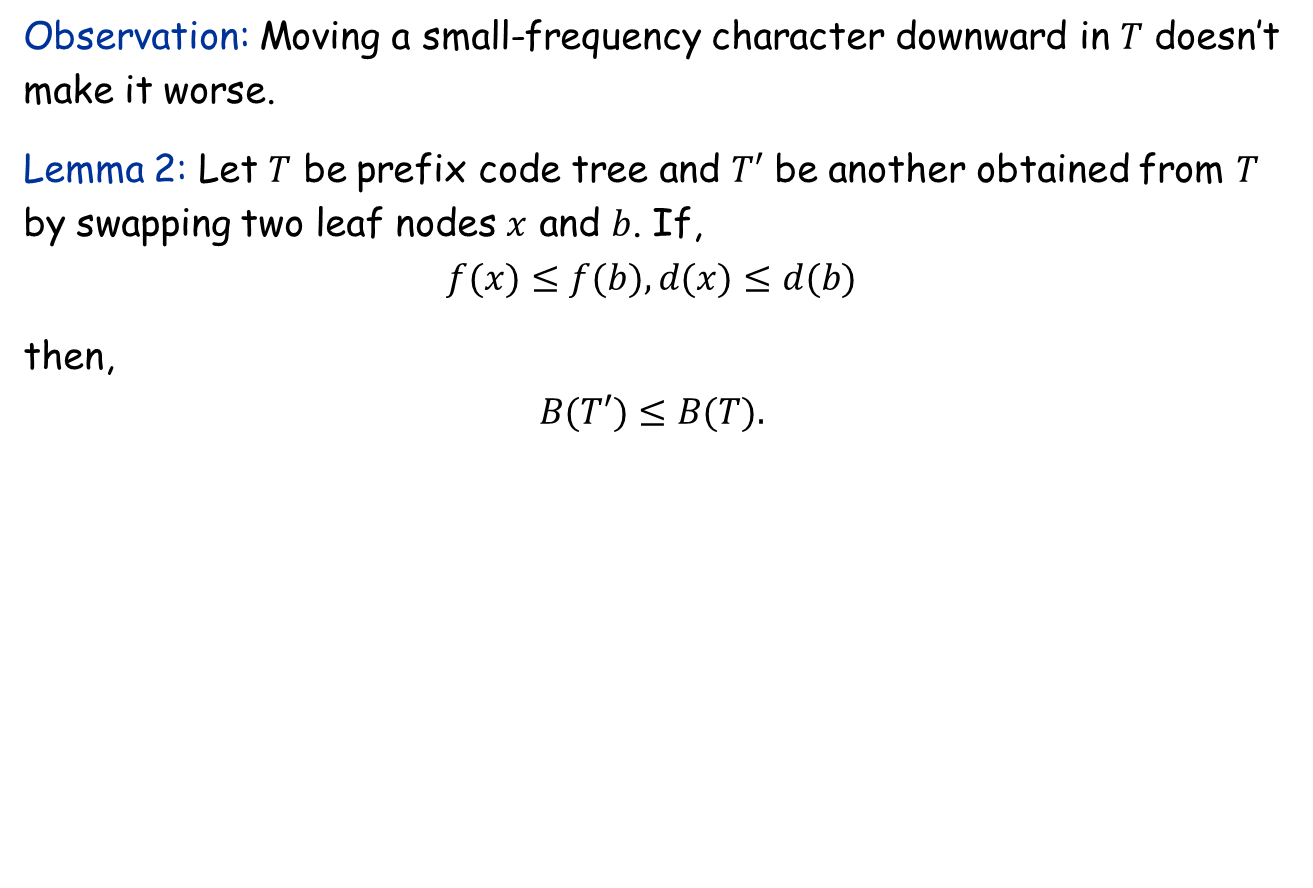 Observation: Moving a small-frequency character downward in T doesn't
make it worse.
Lemma 2: Let T be prefix code tree and T′ be another obtained from T
by swapping two leaf nodes x and b. If,
f(x) ≤ f(b), d(x) ≤ d(b)
then,
B(T′) ≤ B(T).